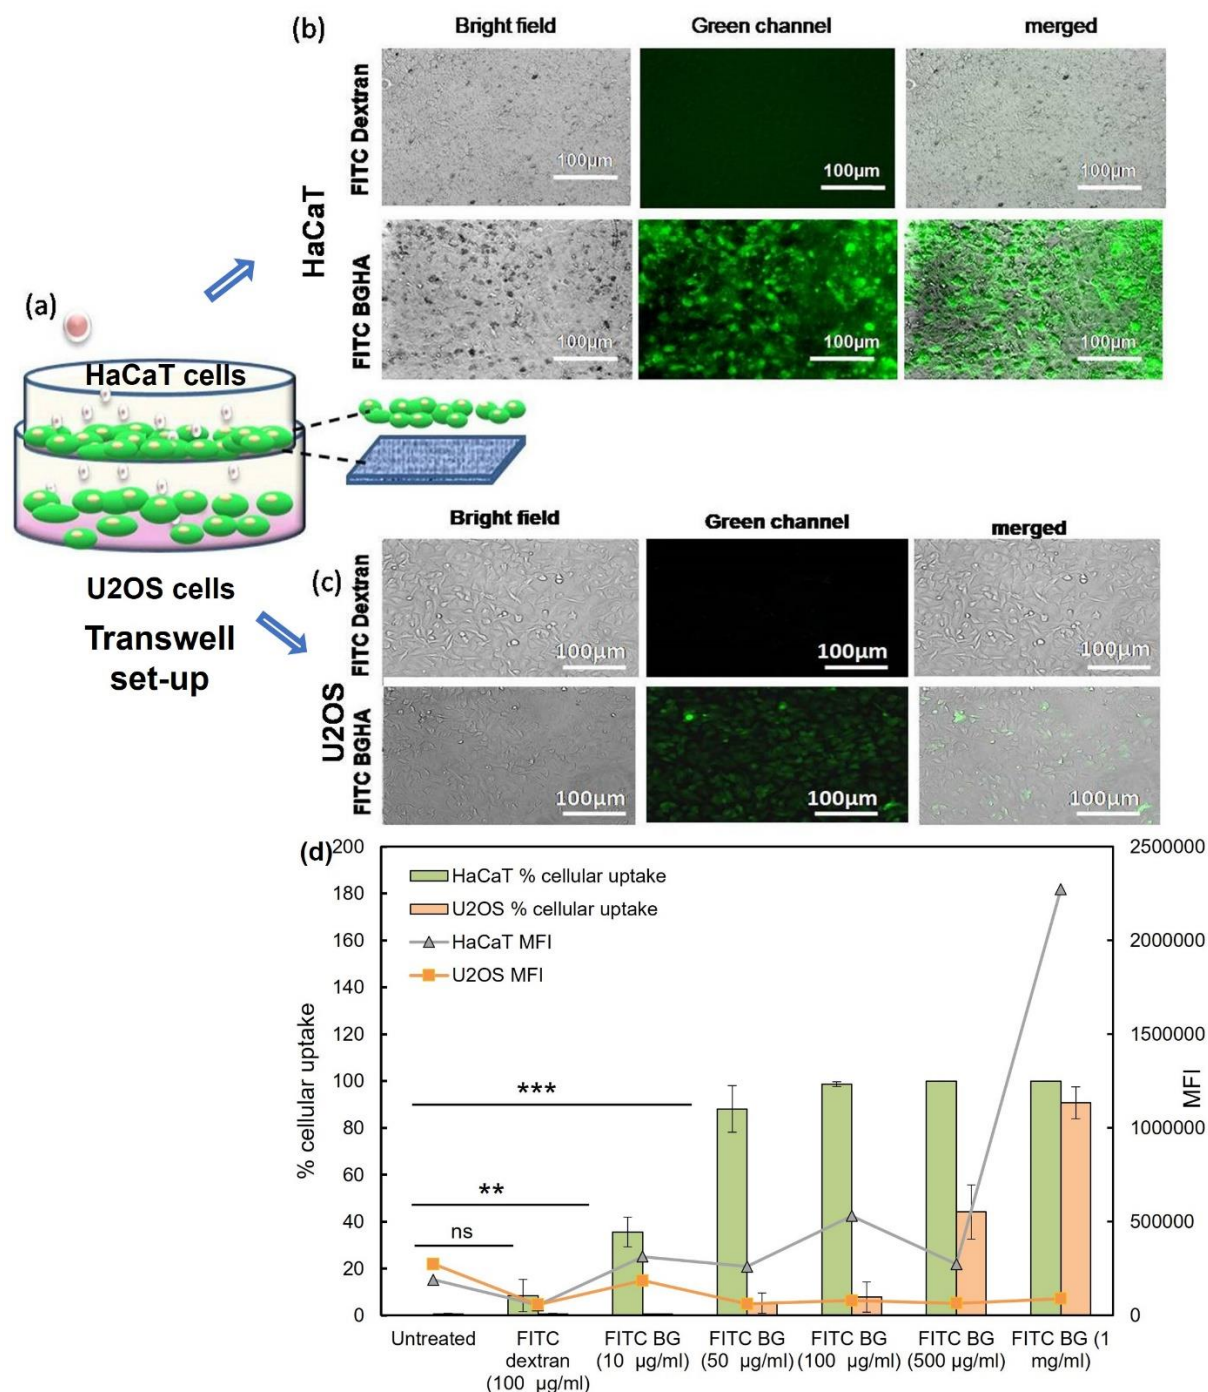 (b)
Bright field
Green channel
merged
HaCaT
FITC Dextran
100µm
100µm
100µm
FITC BGHA
100µm
100µm
100µm
(a)
HaCaT cells
U2OS cells
Transwell
set-up
(c)
Bright field
Green channel
merged
U2OS
FITC Dextran
100µm
100µm
100µm
FITC BGHA
100µm
100µm
100µm
(d)
HaCaT % cellular uptake
U2OS % cellular uptake
HaCaT MFI
U2OS MFI
% cellular uptake
200
180
160
140
120
100
80
60
40
20
0
MFI
2500000
2000000
1500000
1000000
500000
0
***
**
ns
Untreated
FITC
dextran
(100 µg/ml)
FITC BG
(10 µg/ml)
FITC BG
(50 µg/ml)
FITC BG
(100 µg/ml)
FITC BG
(500 µg/ml)
FITC BG (1
mg/ml)